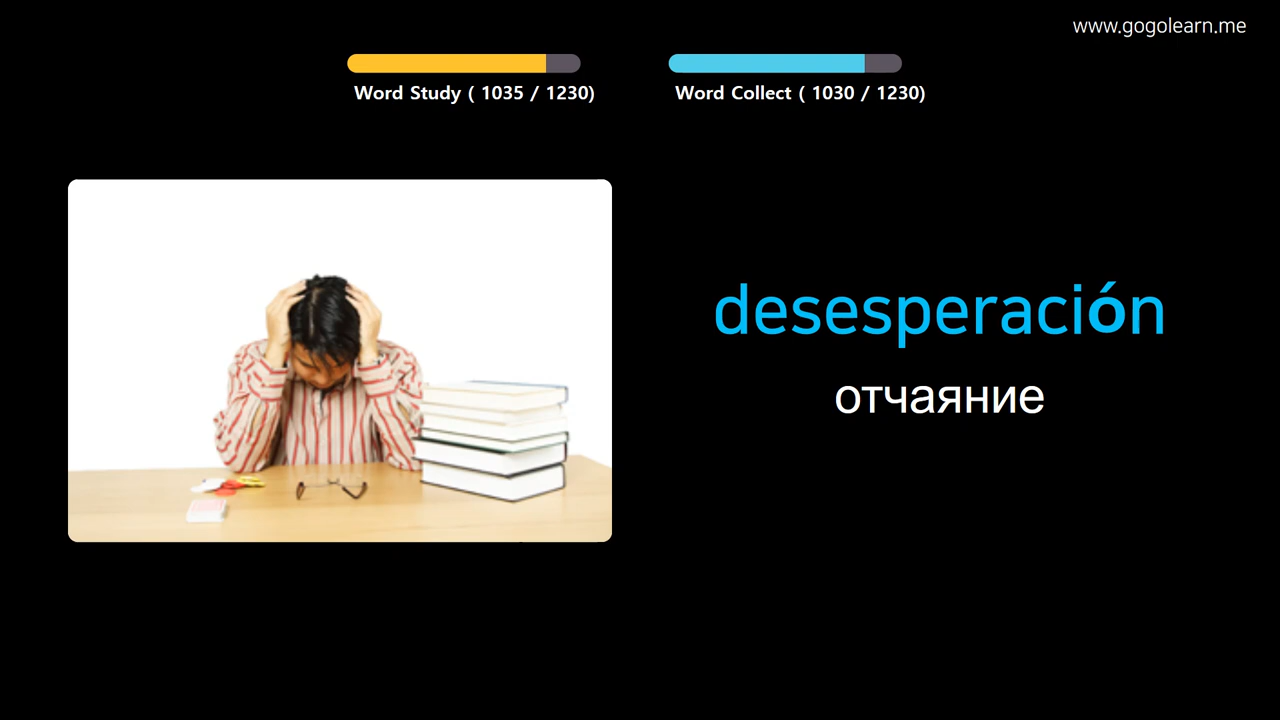 www.gogolearn.me
Word Study ( 1035 / 1230)
Word Collect ( 1030 / 1230)
desesperación
отчаяние